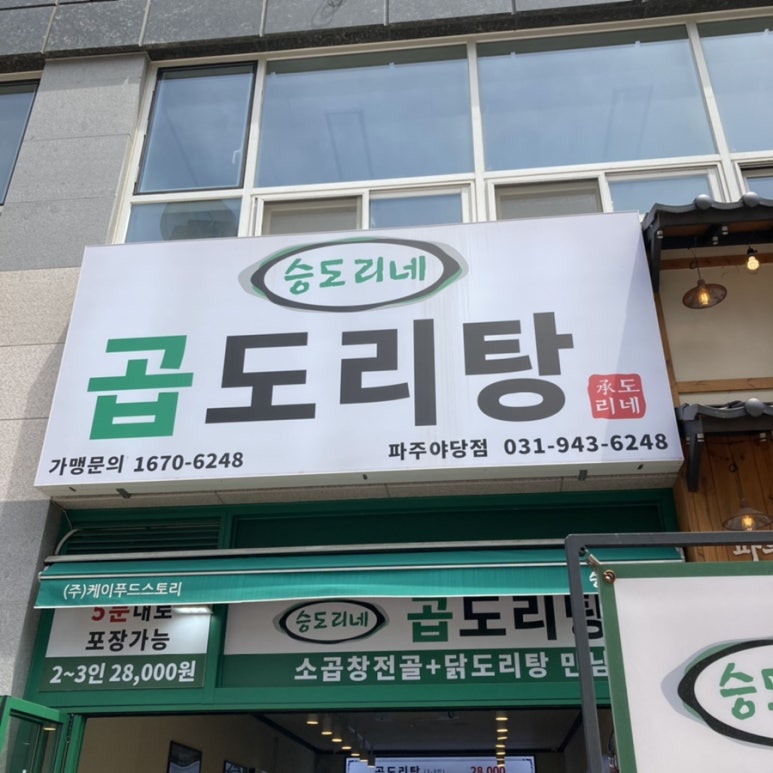 승도리네
곱도리탕
承도
리네
가맹문의 1670-6248
파주야당점 031-943-6248
(주)케이푸드스토리
5분내로
포장가능
2~3인 28,000원
승도리네
곱도리탕
소곱창전골+닭도리탕 만남
곱도리탕
28,000